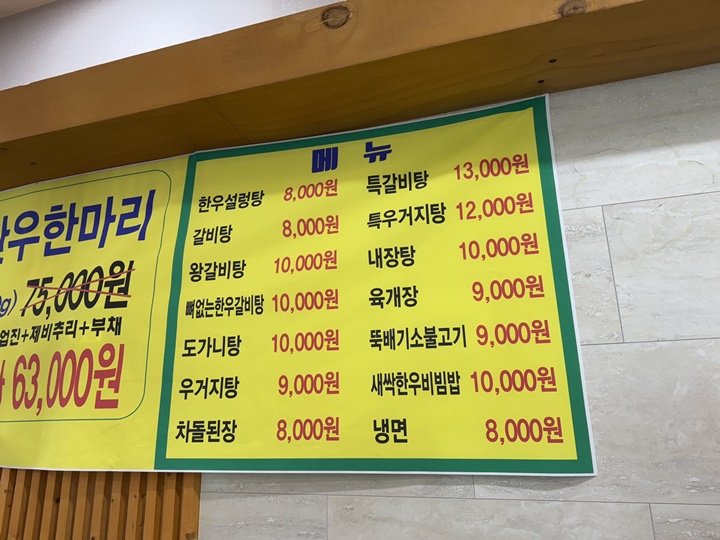 한우한마리
75,000원
업진+제비추리+부채
63,000원
메 뉴
한우설렁탕 8,000원
갈비탕 8,000원
왕갈비탕 10,000원
뼈없는한우갈비탕 10,000원
도가니탕 10,000원
우거지탕 9,000원
차돌된장 8,000원
특갈비탕 13,000원
특우거지탕 12,000원
내장탕 10,000원
육개장 9,000원
뚝배기소불고기 9,000원
새싹한우비빔밥 10,000원
냉면 8,000원